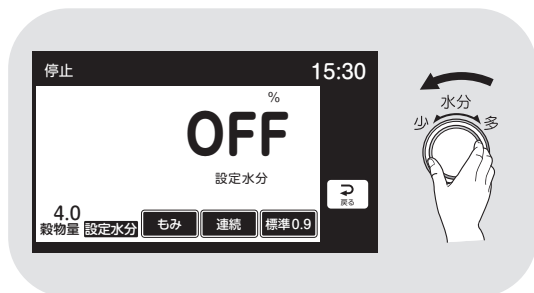 停止 15:30
%
OFF
設定水分
戻る
4.0
穀物量 設定水分 もみ 連続 標準0.9
水分
少 多